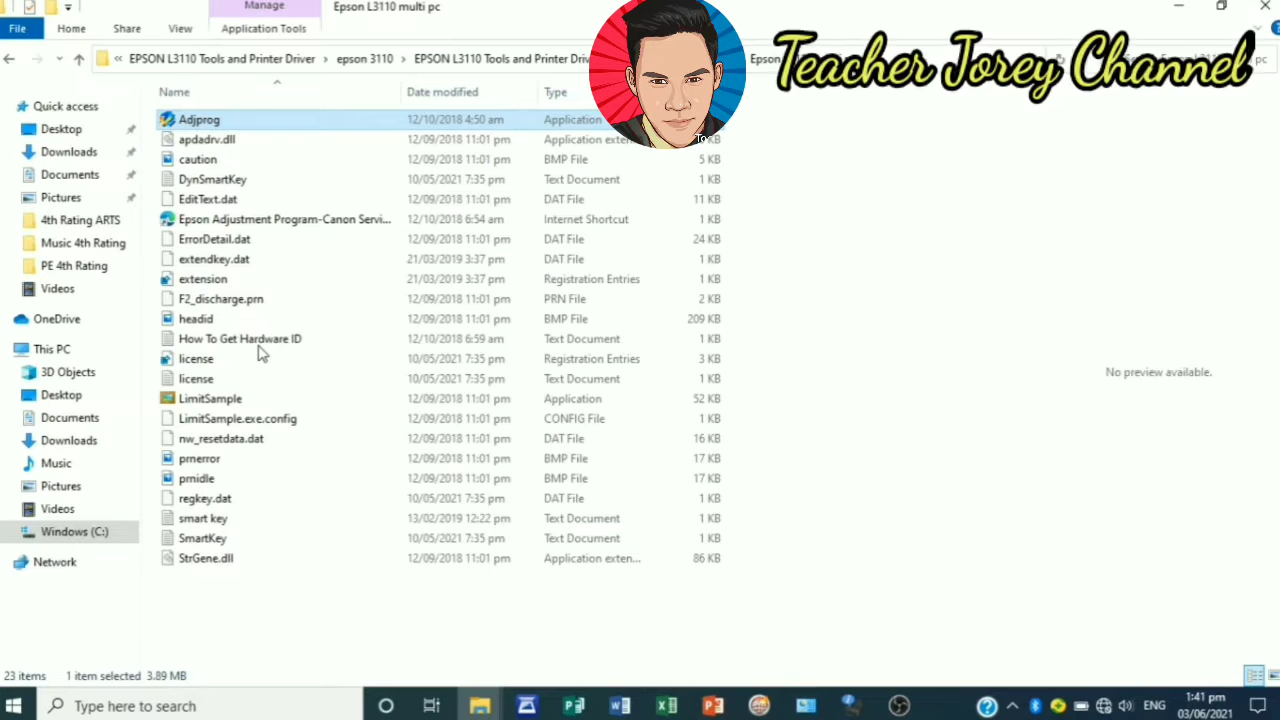 Manage
Epson L3110 multi pc
File
Home
Share
View
Application Tools
« EPSON L3110 Tools and Printer Driver > epson 3110 > EPSON L3110 Tools and Printer Driv
Epson
pc
Teacher Jorey Channel
Name
Date modified
Type
Quick access
Desktop
Downloads
Documents
Pictures
4th Rating ARTS
Music 4th Rating
PE 4th Rating
Videos
OneDrive
This PC
3D Objects
Desktop
Documents
Downloads
Music
Pictures
Videos
Windows (C:)
Network
Adjprog 12/10/2018 4:50 am Application KB
apdadrv.dll 12/09/2018 11:01 pm Application exten... KB
caution 12/09/2018 11:01 pm BMP File 5 KB
DynSmartKey 10/05/2021 7:35 pm Text Document 1 KB
EditText.dat 12/09/2018 11:01 pm DAT File 11 KB
Epson Adjustment Program-Canon Servi... 12/10/2018 6:54 am Internet Shortcut 1 KB
ErrorDetail.dat 12/09/2018 11:01 pm DAT File 24 KB
extendkey.dat 21/03/2019 3:37 pm DAT File 1 KB
extension 21/03/2019 3:37 pm Registration Entries 1 KB
F2_discharge.prn 12/09/2018 11:01 pm PRN File 2 KB
headid 12/09/2018 11:01 pm BMP File 209 KB
How To Get Hardware ID 12/10/2018 6:59 am Text Document 1 KB
license 10/05/2021 7:35 pm Registration Entries 3 KB
license 10/05/2021 7:35 pm Text Document 1 KB
LimitSample 12/09/2018 11:01 pm Application 52 KB
LimitSample.exe.config 12/09/2018 11:01 pm CONFIG File 1 KB
nw_resetdata.dat 12/09/2018 11:01 pm DAT File 16 KB
prnerror 12/09/2018 11:01 pm BMP File 17 KB
prnidle 12/09/2018 11:01 pm BMP File 17 KB
regkey.dat 10/05/2021 7:35 pm DAT File 1 KB
smart key 13/02/2019 12:22 pm Text Document 1 KB
SmartKey 10/05/2021 7:35 pm Text Document 1 KB
StrGene.dll 12/09/2018 11:01 pm Application exten... 86 KB
No preview available.
23 items 1 item selected 3.89 MB
Type here to search
ENG
1:41 pm
03/06/2021